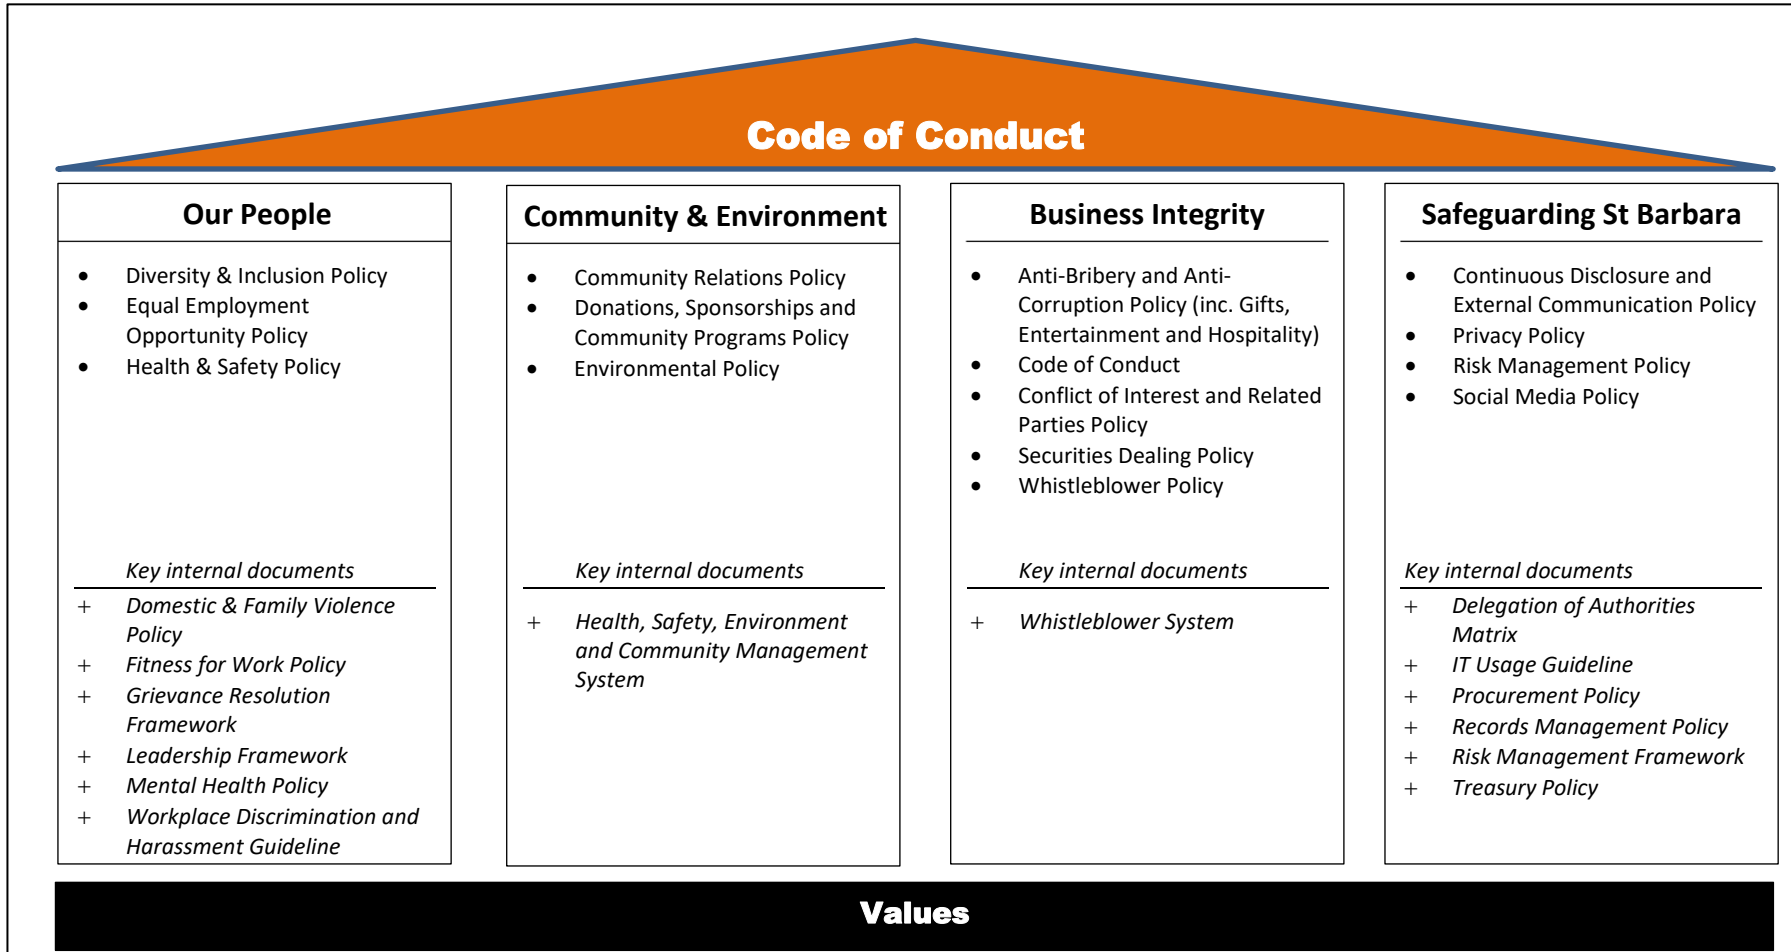 Code of Conduct
Our People
• Diversity & Inclusion Policy
• Equal Employment
Opportunity Policy
• Health & Safety Policy
Key internal documents
+ Domestic & Family Violence
Policy
+ Fitness for Work Policy
+ Grievance Resolution
Framework
+ Leadership Framework
+ Mental Health Policy
+ Workplace Discrimination and
Harassment Guideline
Community & Environment
• Community Relations Policy
• Donations, Sponsorships and
Community Programs Policy
• Environmental Policy
Key internal documents
+ Health, Safety, Environment
and Community Management
System
Business Integrity
• Anti-Bribery and Anti-
Corruption Policy (inc. Gifts,
Entertainment and Hospitality)
• Code of Conduct
• Conflict of Interest and Related
Parties Policy
• Securities Dealing Policy
• Whistleblower Policy
Key internal documents
+ Whistleblower System
Safeguarding St Barbara
• Continuous Disclosure and
External Communication Policy
• Privacy Policy
• Risk Management Policy
• Social Media Policy
Key internal documents
+ Delegation of Authorities
Matrix
+ IT Usage Guideline
+ Procurement Policy
+ Records Management Policy
+ Risk Management Framework
+ Treasury Policy
Values